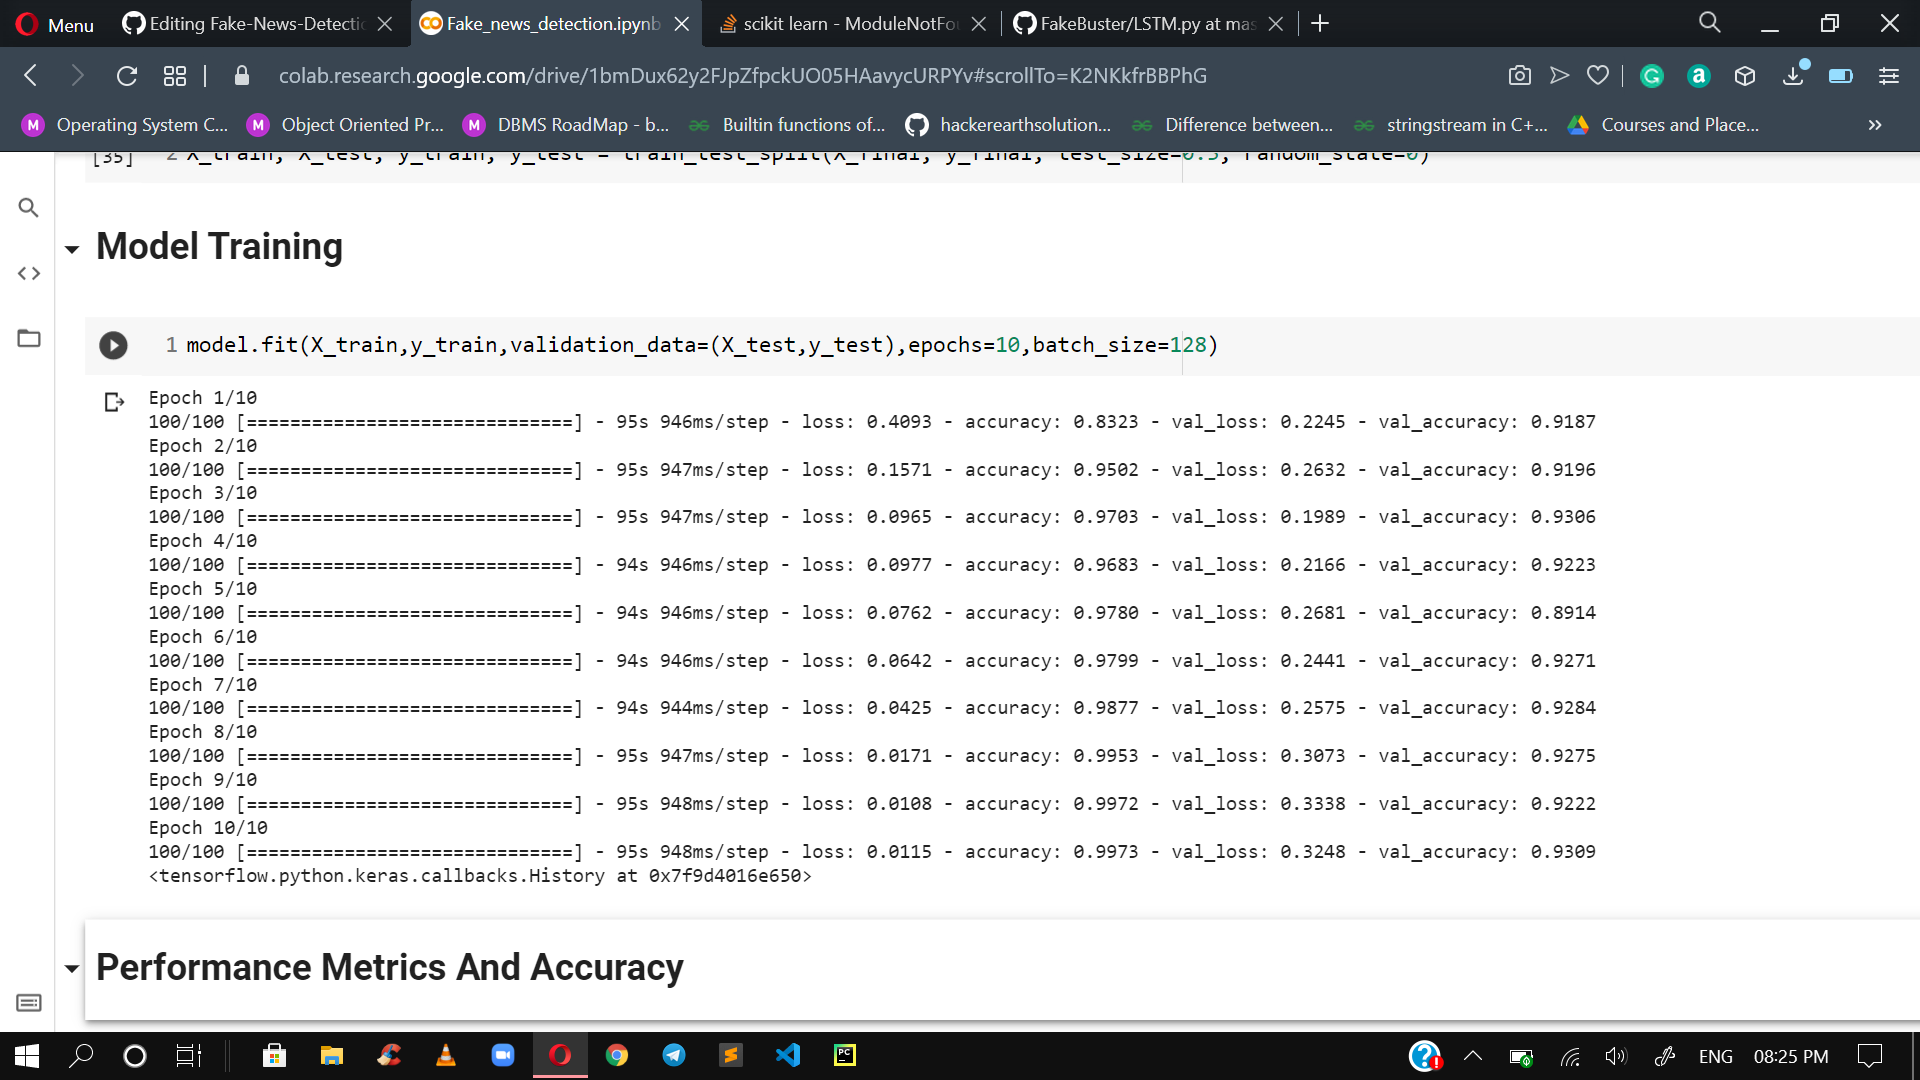 Menu
Editing Fake-News-Detectio
Fake_news_detection.ipynb
scikit learn - ModuleNotFou
FakeBuster/LSTM.py at mas
colab.research.google.com/drive/1bmDux62y2FJpZfpckUO05HAavycURPYv#scrollTo=K2NKkfrBBPhG
M Operating System C...
M Object Oriented Pr...
M DBMS RoadMap - b...
Builtin functions of...
hackerearthsolution...
Difference between...
stringstream in C+...
Courses and Place...
[35] 2 X_train, X_test, y_train, y_test = train_test_split(X_final, y_final, test_size=0.3, random_state=0)
Model Training
1 model.fit(X_train,y_train,validation_data=(X_test,y_test),epochs=10,batch_size=128)
Epoch 1/10
100/100 [==============================] - 95s 946ms/step - loss: 0.4093 - accuracy: 0.8323 - val_loss: 0.2245 - val_accuracy: 0.9187
Epoch 2/10
100/100 [==============================] - 95s 947ms/step - loss: 0.1571 - accuracy: 0.9502 - val_loss: 0.2632 - val_accuracy: 0.9196
Epoch 3/10
100/100 [==============================] - 95s 947ms/step - loss: 0.0965 - accuracy: 0.9703 - val_loss: 0.1989 - val_accuracy: 0.9306
Epoch 4/10
100/100 [==============================] - 94s 946ms/step - loss: 0.0977 - accuracy: 0.9683 - val_loss: 0.2166 - val_accuracy: 0.9223
Epoch 5/10
100/100 [==============================] - 94s 946ms/step - loss: 0.0762 - accuracy: 0.9780 - val_loss: 0.2681 - val_accuracy: 0.8914
Epoch 6/10
100/100 [==============================] - 94s 946ms/step - loss: 0.0642 - accuracy: 0.9799 - val_loss: 0.2441 - val_accuracy: 0.9271
Epoch 7/10
100/100 [==============================] - 94s 944ms/step - loss: 0.0425 - accuracy: 0.9877 - val_loss: 0.2575 - val_accuracy: 0.9284
Epoch 8/10
100/100 [==============================] - 95s 947ms/step - loss: 0.0171 - accuracy: 0.9953 - val_loss: 0.3073 - val_accuracy: 0.9275
Epoch 9/10
100/100 [==============================] - 95s 948ms/step - loss: 0.0108 - accuracy: 0.9972 - val_loss: 0.3338 - val_accuracy: 0.9222
Epoch 10/10
100/100 [==============================] - 95s 948ms/step - loss: 0.0115 - accuracy: 0.9973 - val_loss: 0.3248 - val_accuracy: 0.9309
<tensorflow.python.keras.callbacks.History at 0x7f9d4016e650>
Performance Metrics And Accuracy
ENG
08:25 PM